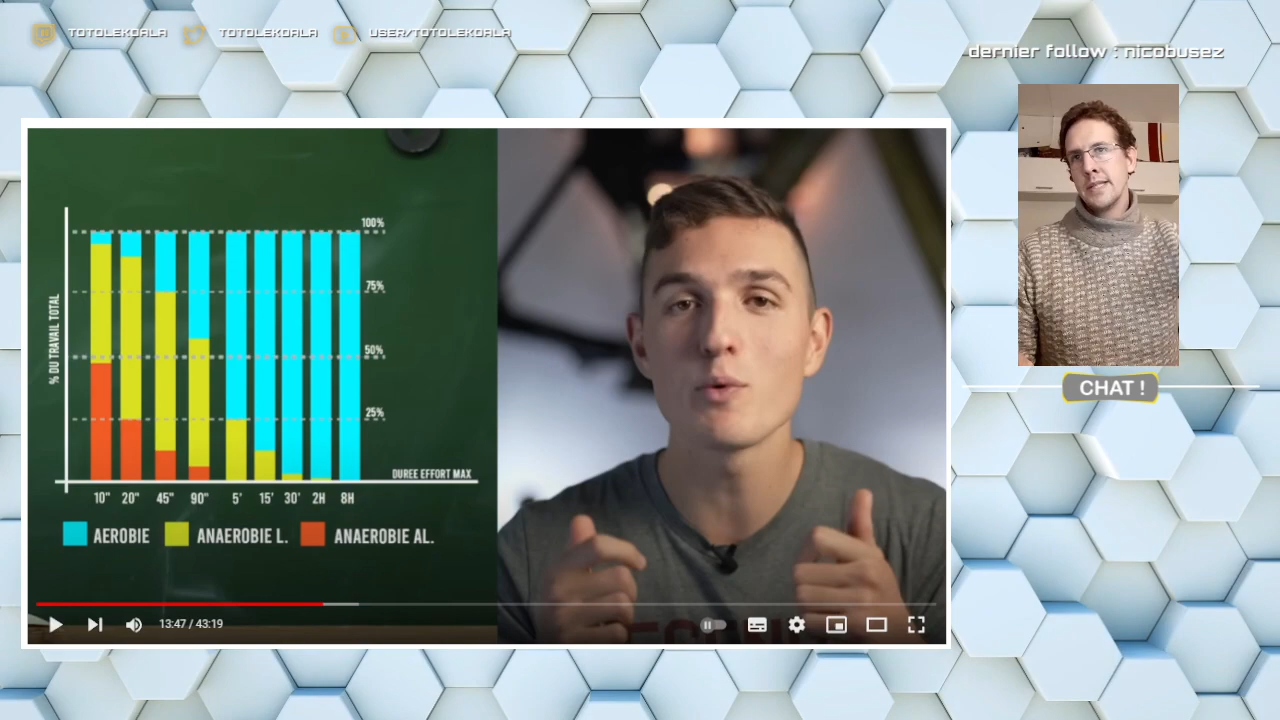 TOTOLEKOALA TOTOLEKOALA USER/TOTOLEKOALA
dernier follow : nicobusez
100%
75%
50%
25%
% DU TRAVAIL TOTAL
DUREE EFFORT MAX
10" 20" 45" 90" 5' 15' 30' 2H 8H
AEROBIE ANAEROBIE L. ANAEROBIE AL.
13:47 / 43:19
CHAT !